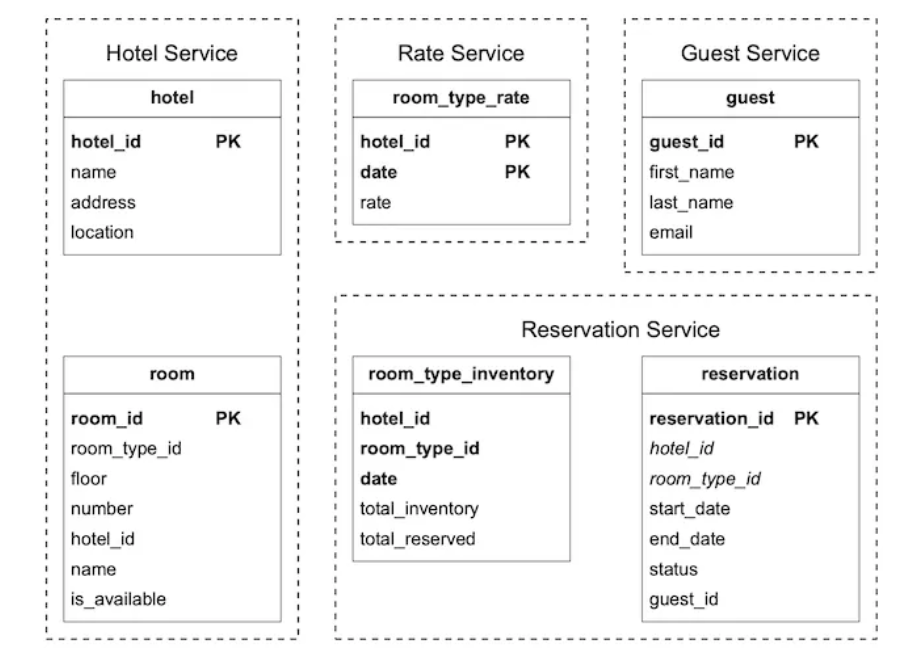 Hotel Service
hotel
hotel_id PK
name
address
location
room
room_id PK
room_type_id
floor
number
hotel_id
name
is_available
Rate Service
room_type_rate
hotel_id PK
date PK
rate
Guest Service
guest
guest_id PK
first_name
last_name
email
Reservation Service
room_type_inventory
hotel_id
room_type_id
date
total_inventory
total_reserved
reservation
reservation_id PK
hotel_id
room_type_id
start_date
end_date
status
guest_id